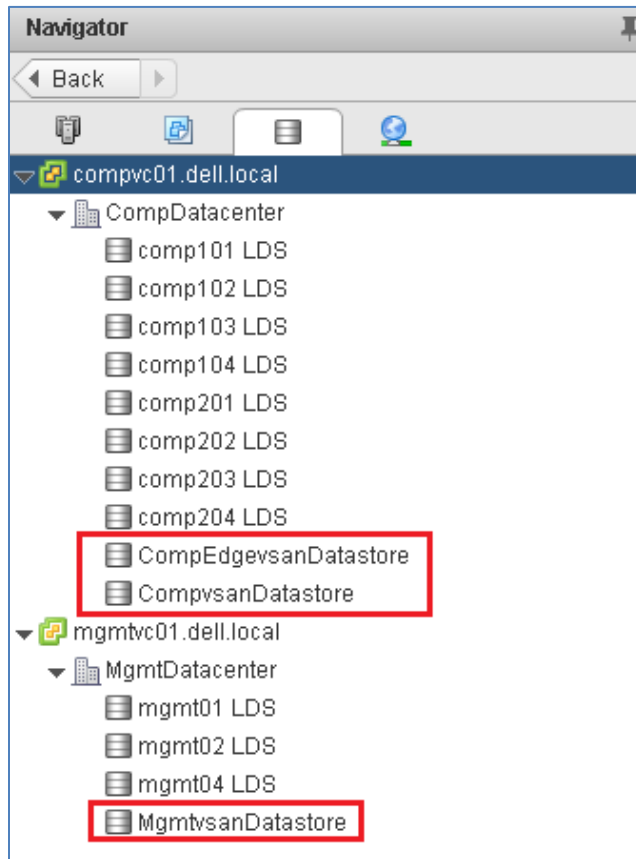 Navigator
Back
compvc01.dell.local
CompDatacenter
comp101 LDS
comp102 LDS
comp103 LDS
comp104 LDS
comp201 LDS
comp202 LDS
comp203 LDS
comp204 LDS
CompEdgevsanDatastore
CompvsanDatastore
mgmtvc01.dell.local
MgmtDatacenter
mgmt01 LDS
mgmt02 LDS
mgmt04 LDS
MgmtvsanDatastore